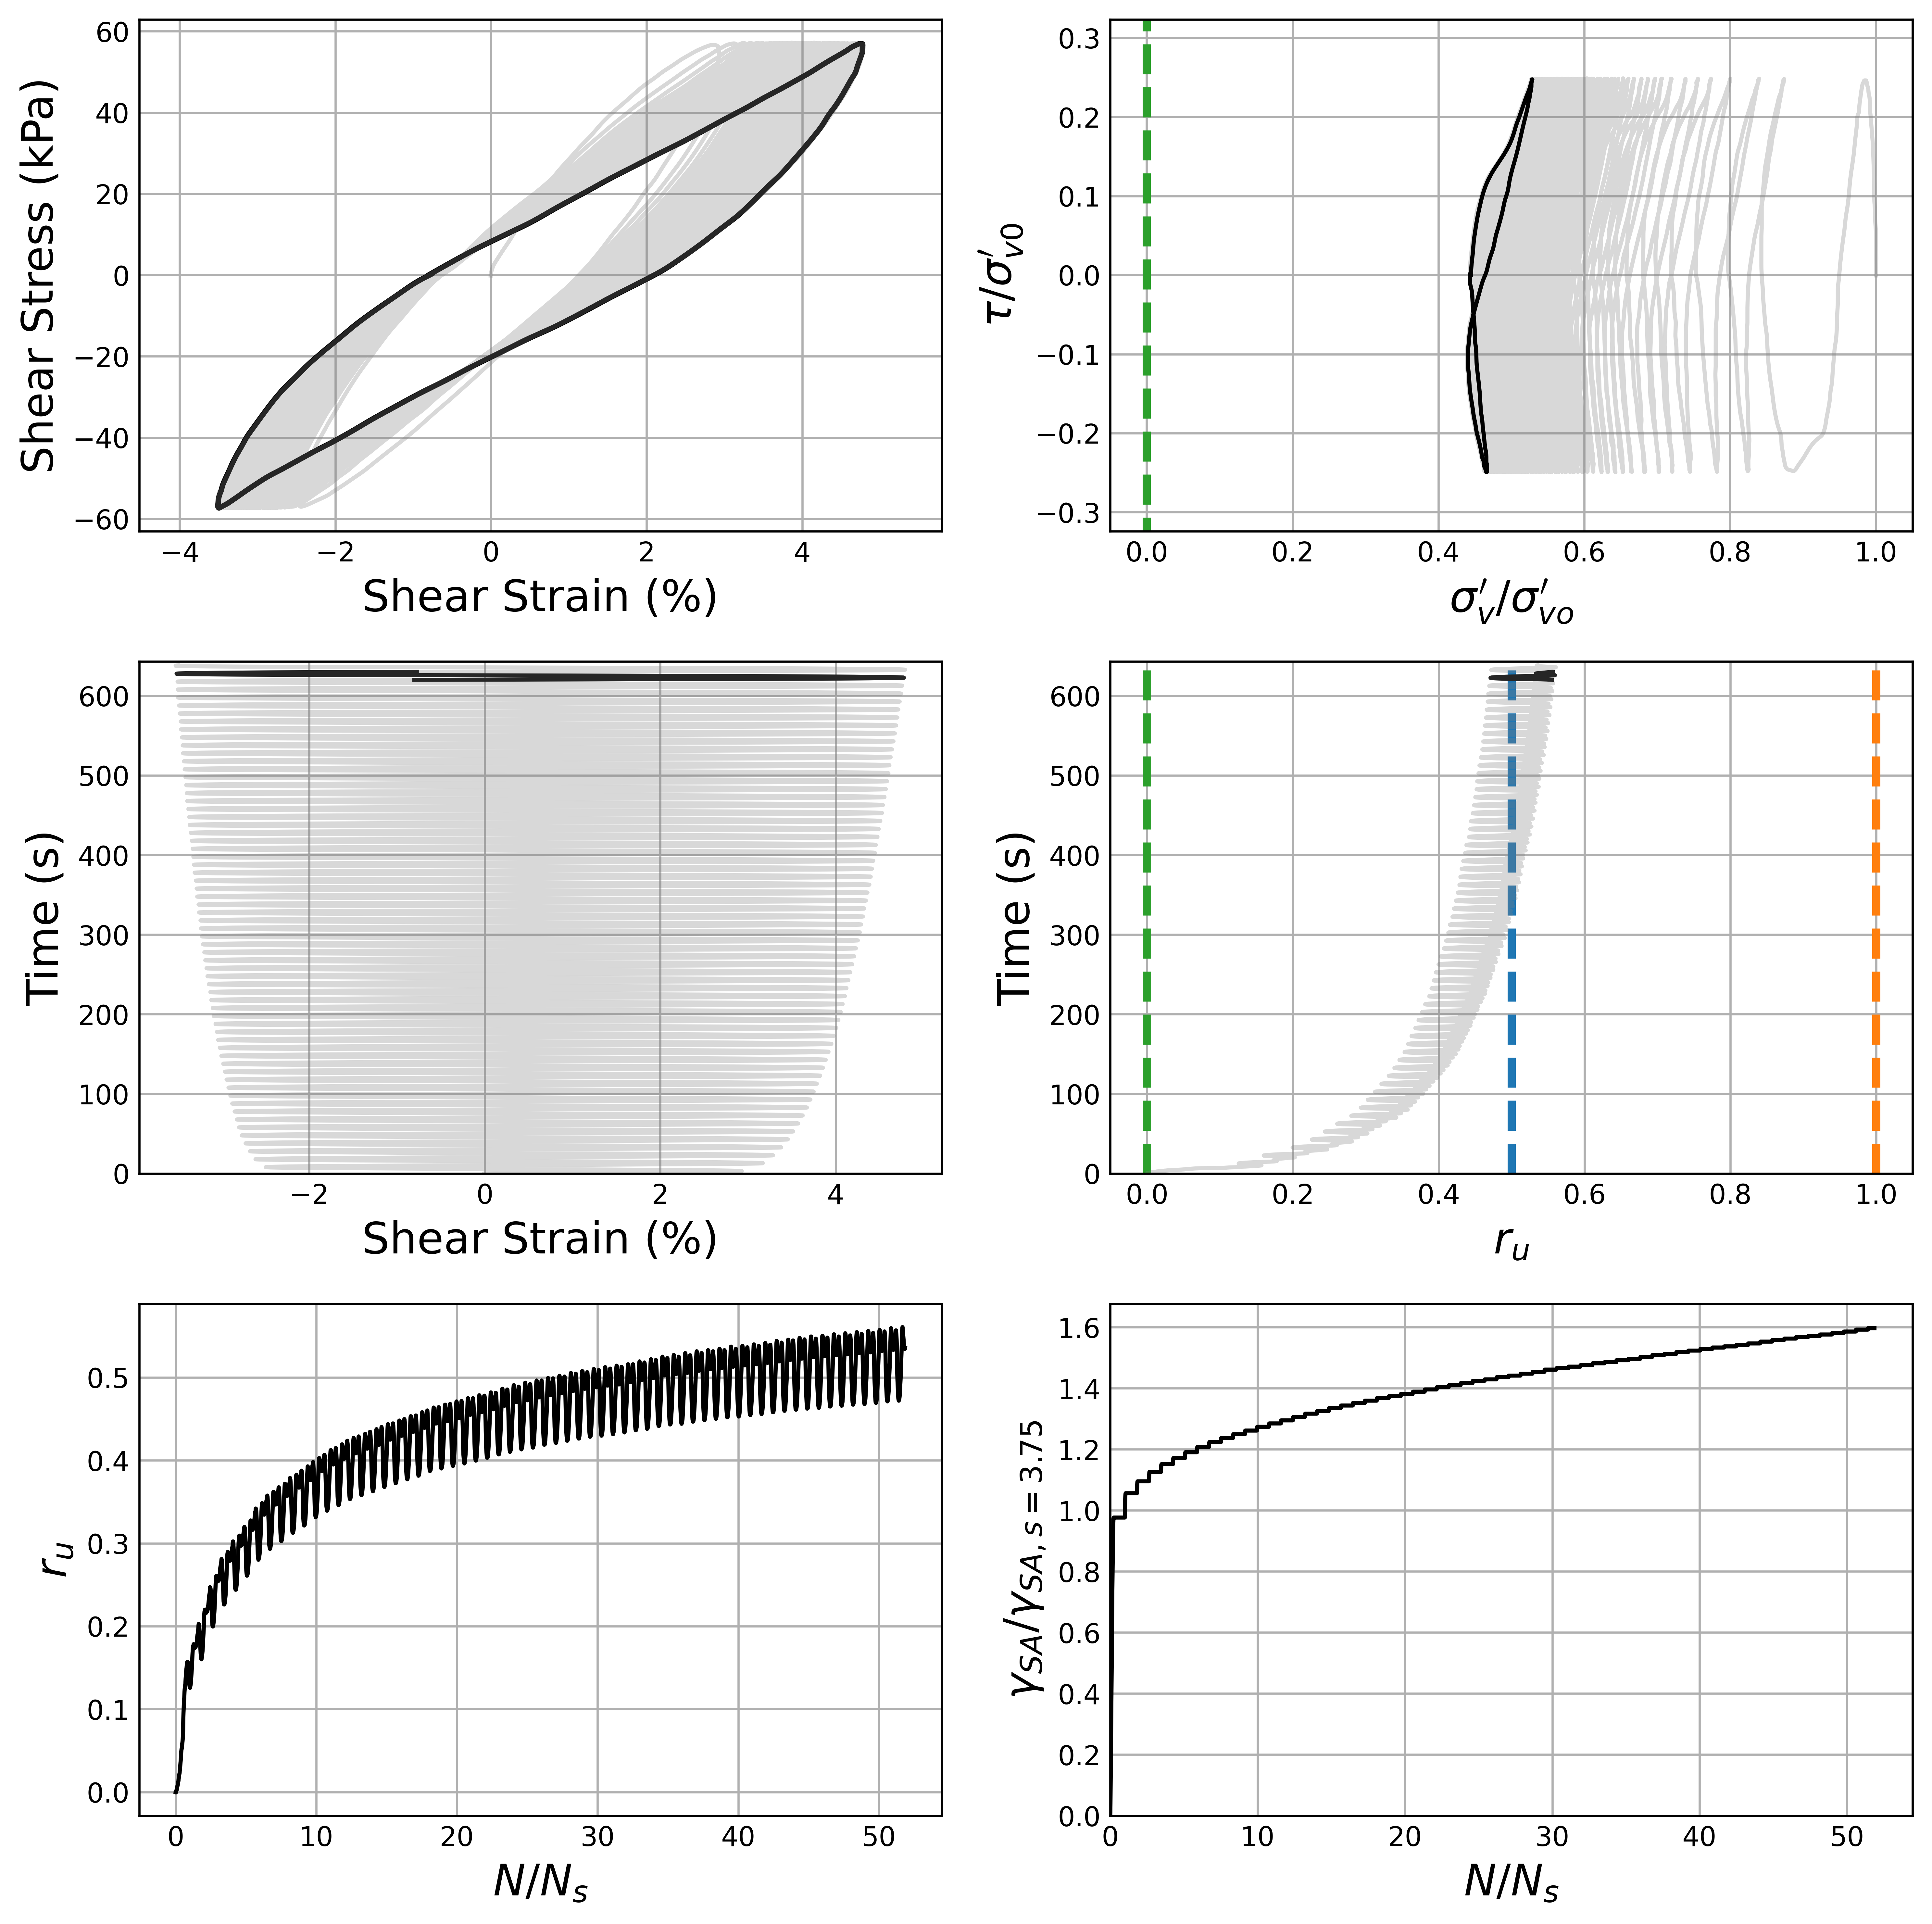 60
40
20
0
−20
−40
−60
Shear Stress (kPa)
−4 −2 0 2 4
Shear Strain (%)
0.3
0.2
0.1
0.0
−0.1
−0.2
−0.3
τ/σ′v0
0.0 0.2 0.4 0.6 0.8 1.0
σ′v/σ′vo
600
500
400
300
200
100
0
Time (s)
−2 0 2 4
Shear Strain (%)
600
500
400
300
200
100
0
Time (s)
0.0 0.2 0.4 0.6 0.8 1.0
ru
0.5
0.4
0.3
0.2
0.1
0.0
ru
0 10 20 30 40 50
N/Ns
1.6
1.4
1.2
1.0
0.8
0.6
0.4
0.2
0.0
γSA/γSA, s = 3.75
0 10 20 30 40 50
N/Ns